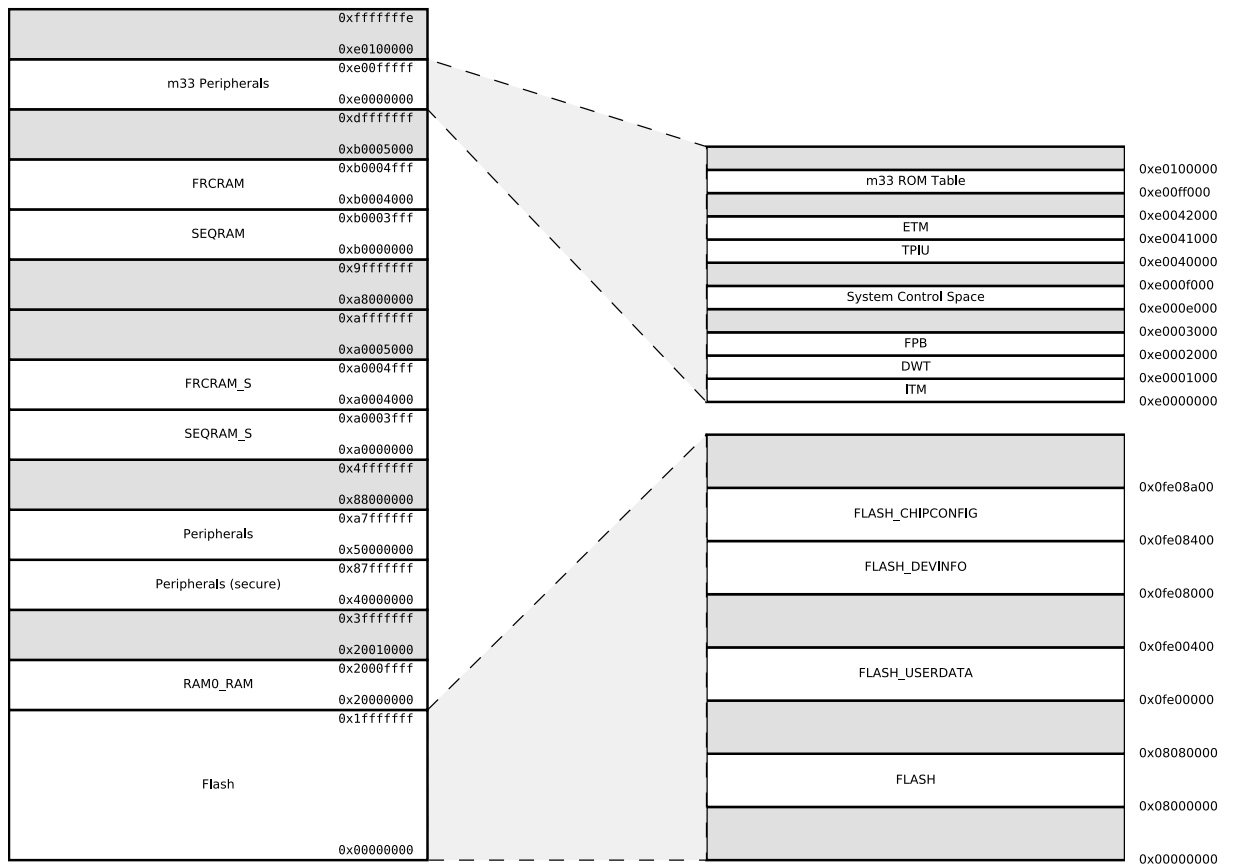 0xfffffffe
0xe0100000
0xe00fffff
m33 Peripherals
0xe0000000
0xdfffffff
0xb0005000
0xb0004fff
FRCRAM
0xb0004000
0xb0003fff
SEQRAM
0xb0000000
0x9fffffff
0xa8000000
0xafffffff
0xa0005000
0xa0004fff
FRCRAM_S
0xa0004000
0xa0003fff
SEQRAM_S
0xa0000000
0x4fffffff
0x88000000
0xa7ffffff
Peripherals
0x50000000
0x87ffffff
Peripherals (secure)
0x40000000
0x3fffffff
0x20010000
0x2000ffff
RAM0_RAM
0x20000000
0x1fffffff
Flash
0x00000000
0xe0100000
m33 ROM Table
0xe00ff000
0xe0042000
ETM
0xe0041000
TPIU
0xe0040000
0xe000f000
System Control Space
0xe000e000
0xe0003000
FPB
0xe0002000
DWT
0xe0001000
ITM
0xe0000000
0x0fe08a00
FLASH_CHIPCONFIG
0x0fe08400
FLASH_DEVINFO
0x0fe08000
0x0fe00400
FLASH_USERDATA
0x0fe00000
0x08080000
FLASH
0x08000000
0x00000000